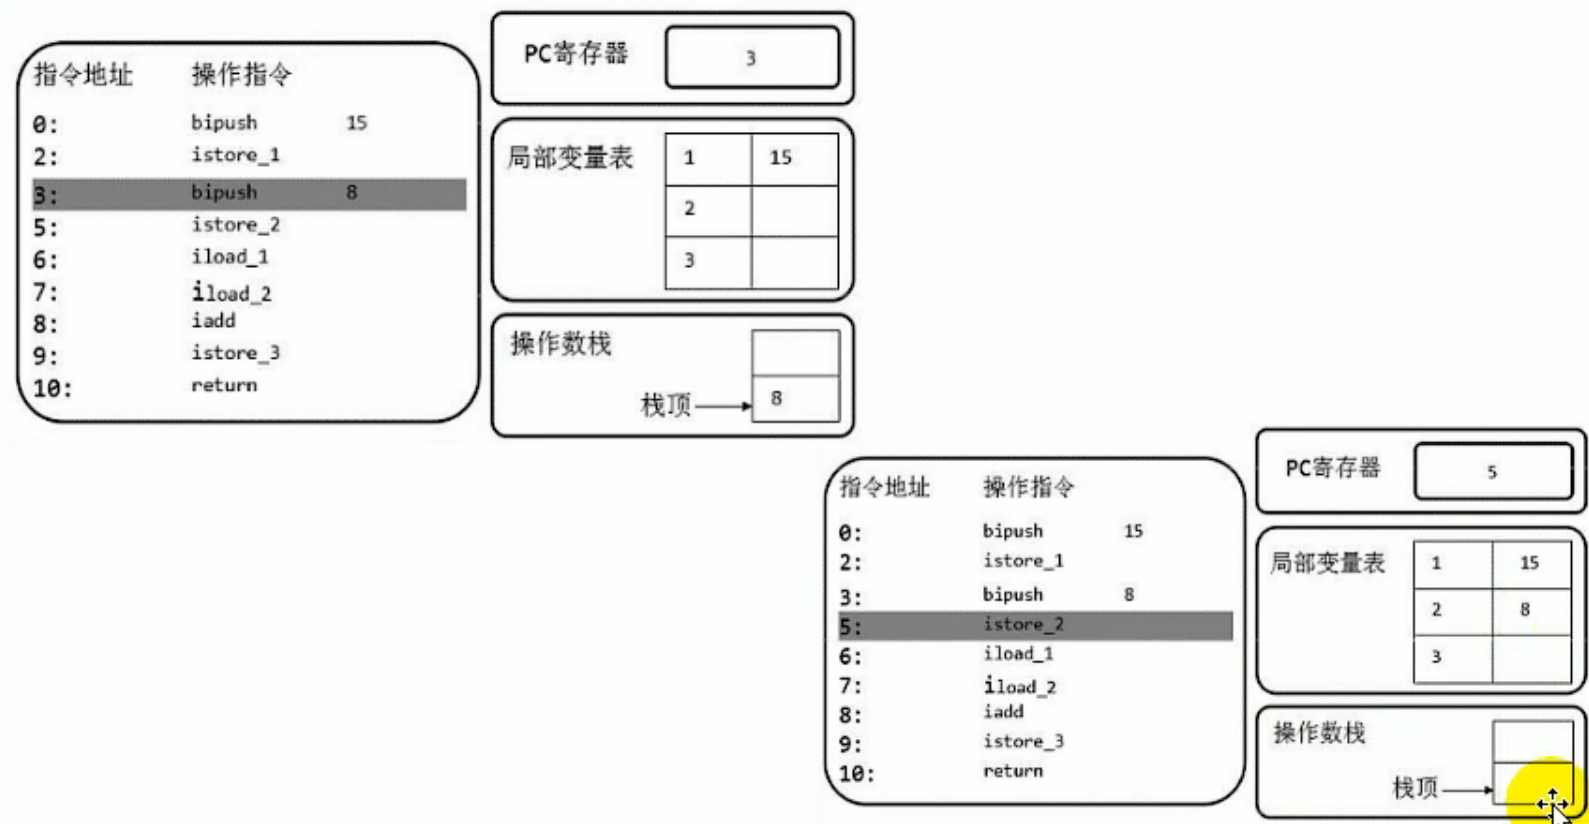 指令地址 操作指令
0: bipush 15
2: istore_1
3: bipush 8
5: istore_2
6: iload_1
7: iload_2
8: iadd
9: istore_3
10: return
PC寄存器 3
局部变量表 1 15
2
3
操作数栈
栈顶 8
指令地址 操作指令
0: bipush 15
2: istore_1
3: bipush 8
5: istore_2
6: iload_1
7: iload_2
8: iadd
9: istore_3
10: return
PC寄存器 5
局部变量表 1 15
2 8
3
操作数栈
栈顶